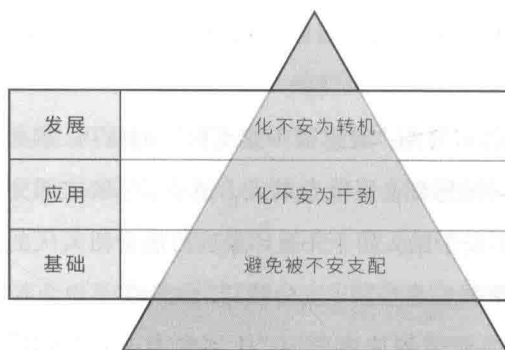 发展 化不安为转机
应用 化不安为干劲
基础 避免被不安支配